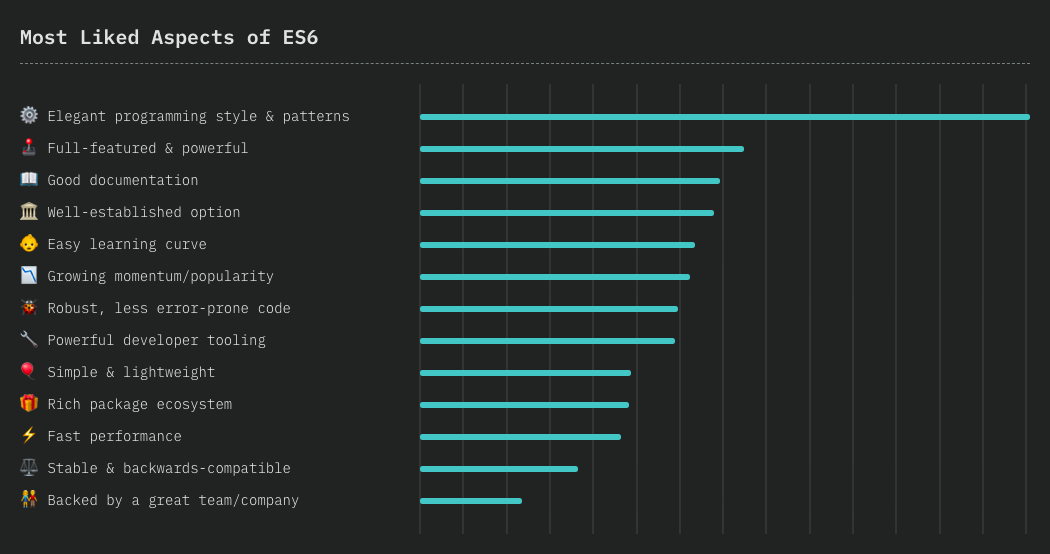 Most Liked Aspects of ES6
Elegant programming style & patterns
Full-featured & powerful
Good documentation
Well-established option
Easy learning curve
Growing momentum/popularity
Robust, less error-prone code
Powerful developer tooling
Simple & lightweight
Rich package ecosystem
Fast performance
Stable & backwards-compatible
Backed by a great team/company